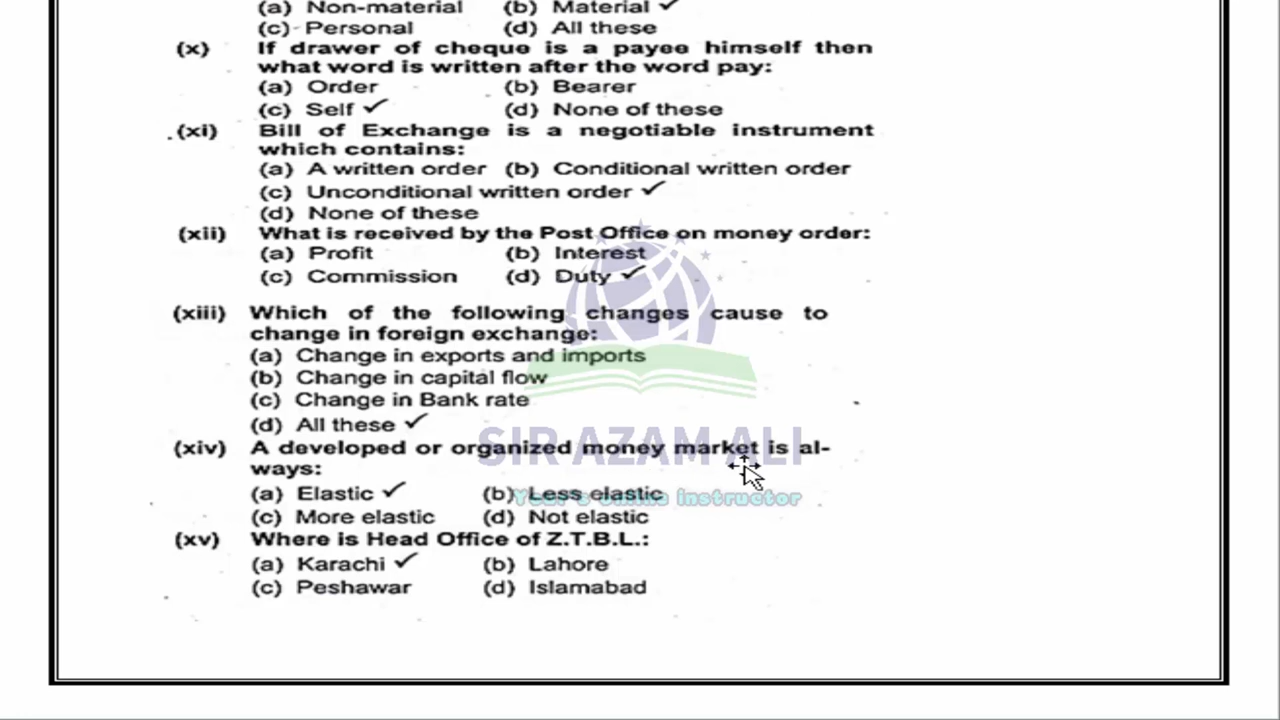 (a) Non-material (b) Material ✓
(c) Personal (d) All these
(x) If drawer of cheque is a payee himself then
what word is written after the word pay:
(a) Order (b) Bearer
(c) Self ✓ (d) None of these
(xi) Bill of Exchange is a negotiable instrument
which contains:
(a) A written order (b) Conditional written order
(c) Unconditional written order ✓
(d) None of these
(xii) What is received by the Post Office on money order:
(a) Profit (b) Interest
(c) Commission (d) Duty ✓
(xiii) Which of the following changes cause to
change in foreign exchange:
(a) Change in exports and imports
(b) Change in capital flow
(c) Change in Bank rate
(d) All these ✓
SIR AZAM ALI
(xiv) A developed or organized money market is al-
ways:
(a) Elastic ✓ (b) Less elastic
Year's online instructor
(c) More elastic (d) Not elastic
(xv) Where is Head Office of Z.T.B.L.:
(a) Karachi ✓ (b) Lahore
(c) Peshawar (d) Islamabad